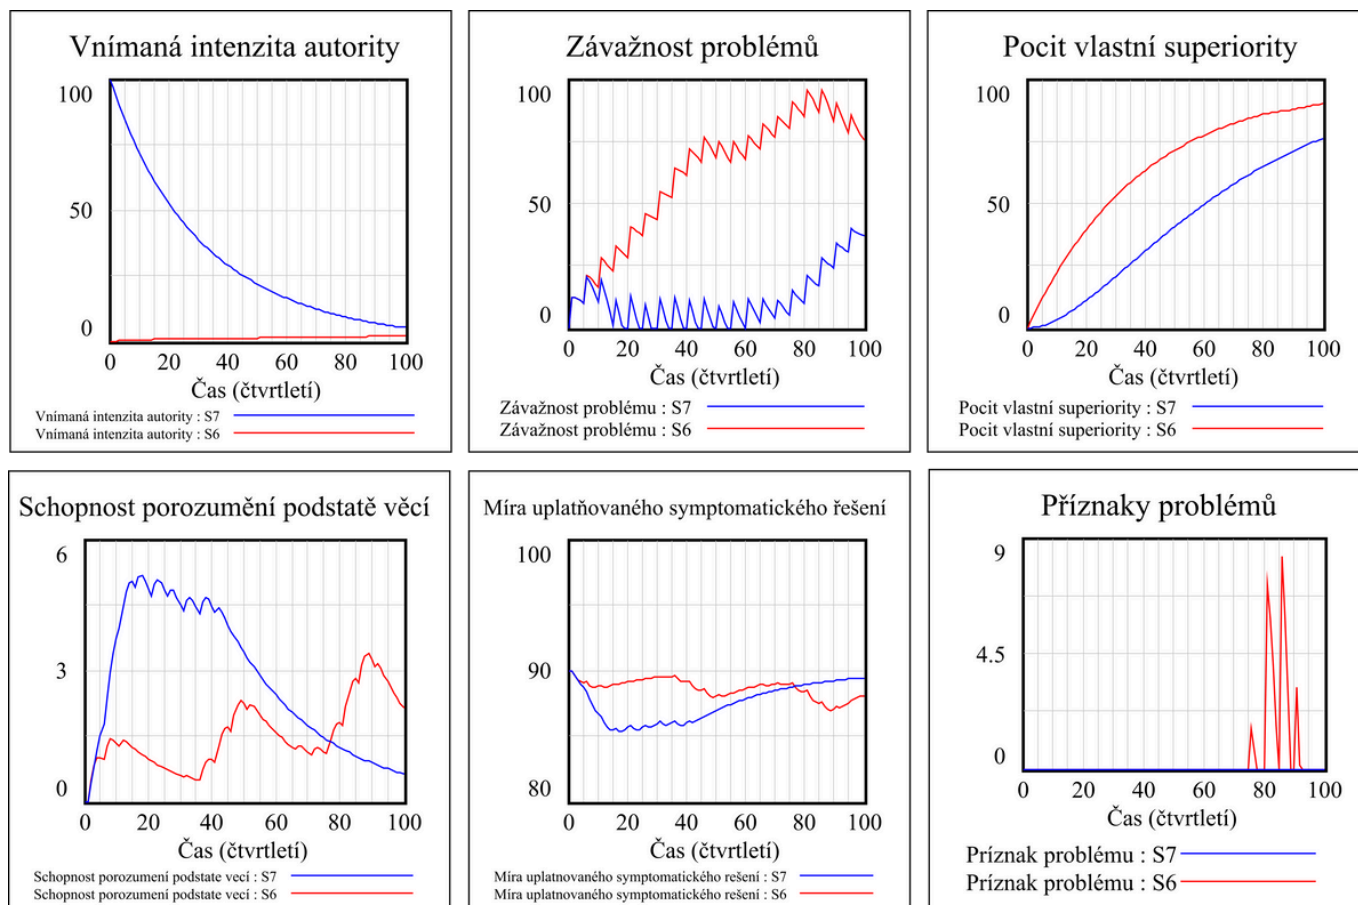 Vnímaná intenzita autority
100
50
0
0 20 40 60 80 100
Čas (čtvrtletí)
Vnímaná intenzita autority : S7
Vnímaná intenzita autority : S6
Závažnost problémů
100
50
0
0 20 40 60 80 100
Čas (čtvrtletí)
Závažnost problému : S7
Závažnost problému : S6
Pocit vlastní superiority
100
50
0
0 20 40 60 80 100
Čas (čtvrtletí)
Pocit vlastní superiority : S7
Pocit vlastní superiority : S6
Schopnost porozumění podstatě věcí
6
3
0
0 20 40 60 80 100
Čas (čtvrtletí)
Schopnost porozumení podstate vecí : S7
Schopnost porozumení podstate vecí : S6
Míra uplatňovaného symptomatického řešení
100
90
80
0 20 40 60 80 100
Čas (čtvrtletí)
Míra uplatnovaného symptomatického rešení : S7
Míra uplatnovaného symptomatického rešení : S6
Příznaky problémů
9
4.5
0
0 20 40 60 80 100
Čas (čtvrtletí)
Príznak problému : S7
Príznak problému : S6